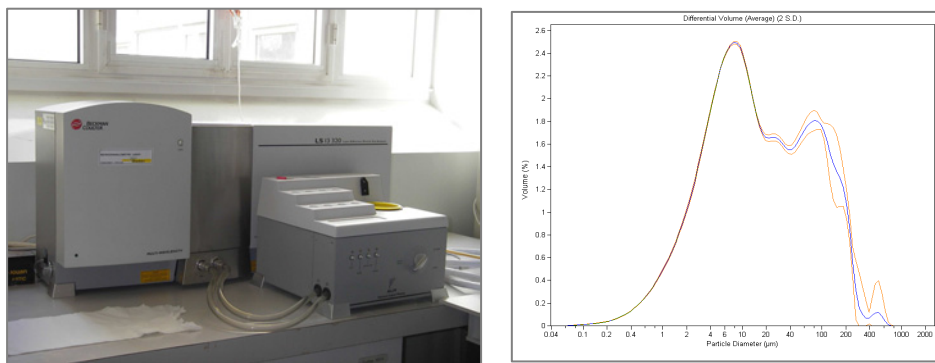 BECKMAN
COULTER
LS 13 320
Differential Volume (Average) (2 S.D.)
Volume (%)
2.6
2.4
2.2
2
1.8
1.6
1.4
1.2
1
0.8
0.6
0.4
0.2
0
0.04 0.1 0.2 0.4 1 2 4 6 10 20 40 100 200 400 1000 2000
Particle Diameter (µm)